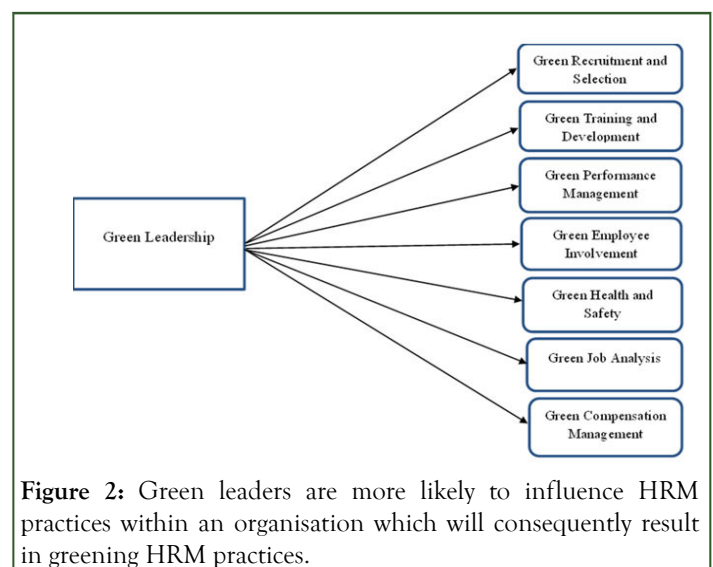 Green Recruitment and
Selection
Green Training and
Development
Green Performance
Management
Green Leadership
Green Employee
Involvement
Green Health and
Safety
Green Job Analysis
Green Compensation
Management
Figure 2: Green leaders are more likely to influence HRM
practices within an organisation which will consequently result
in greening HRM practices.